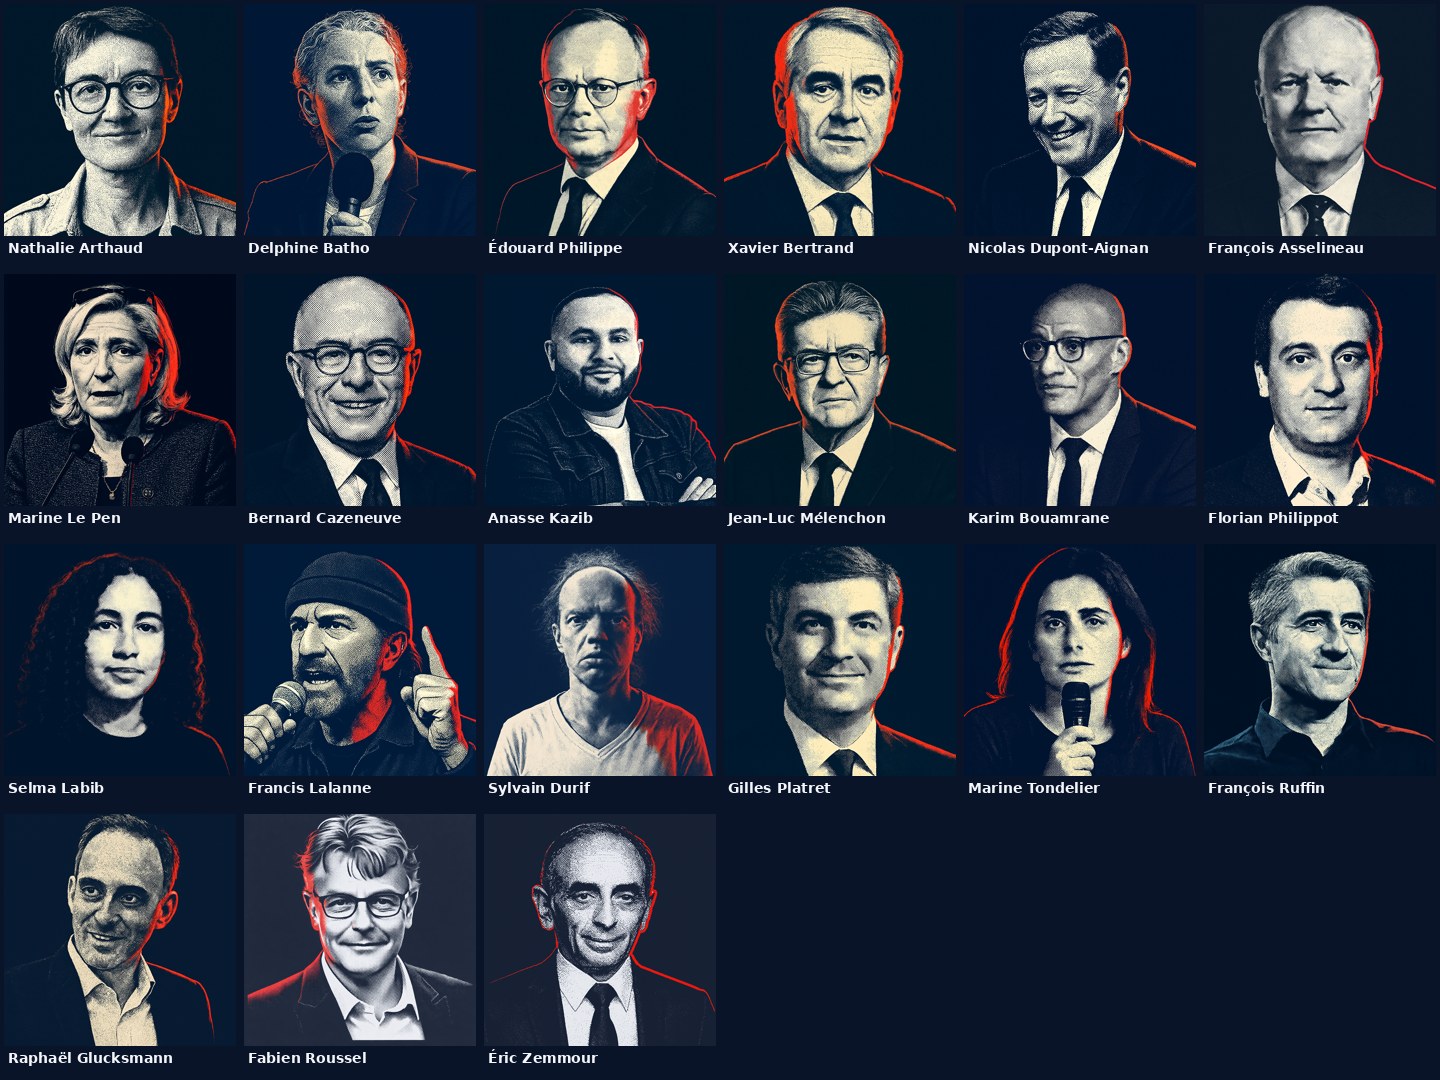 Nathalie Arthaud
Delphine Batho
Édouard Philippe
Xavier Bertrand
Nicolas Dupont-Aignan
François Asselineau
Marine Le Pen
Bernard Cazeneuve
Anasse Kazib
Jean-Luc Mélenchon
Karim Bouamrane
Florian Philippot
Selma Labib
Francis Lalanne
Sylvain Durif
Gilles Platret
Marine Tondelier
François Ruffin
Raphaël Glucksmann
Fabien Roussel
Éric Zemmour